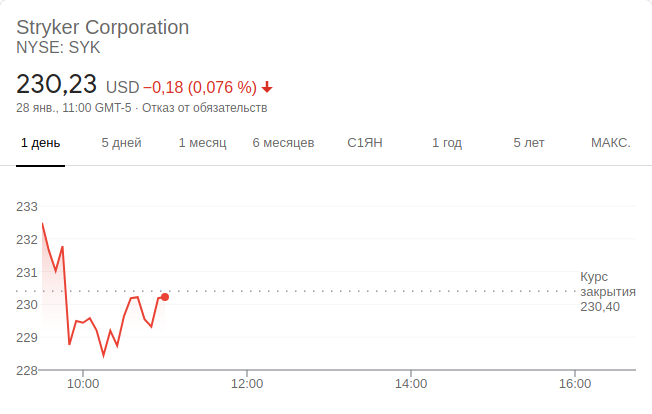 Stryker Corporation
NYSE: SYK
230,23 USD −0,18 (0,076 %)
28 янв., 11:00 GMT-5 · Отказ от обязательств
1 день 5 дней 1 месяц 6 месяцев С1ЯН 1 год 5 лет МАКС.
233
232
231
230
229
228
Курс
закрытия
230,40
10:00 12:00 14:00 16:00